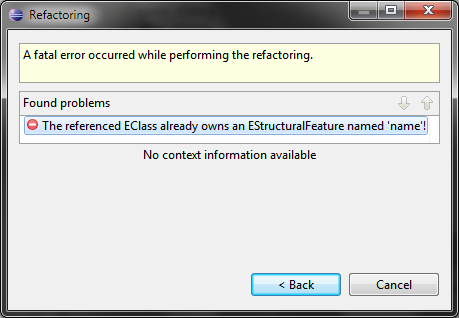 Refactoring
A fatal error occurred while performing the refactoring.
Found problems
The referenced EClass already owns an EStructuralFeature named 'name'!
No context information available
< Back
Cancel